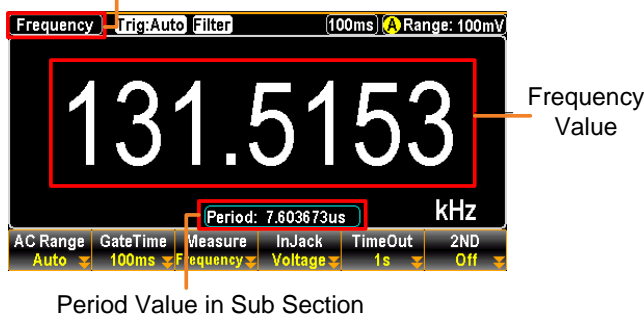 Frequency Trig:Auto Filter 100ms A Range: 100mV
131.5153
Frequency
Value
Period: 7.603673us kHz
AC Range GateTime Measure InJack TimeOut 2ND
Auto 100ms Frequency Voltage 1s Off
Period Value in Sub Section